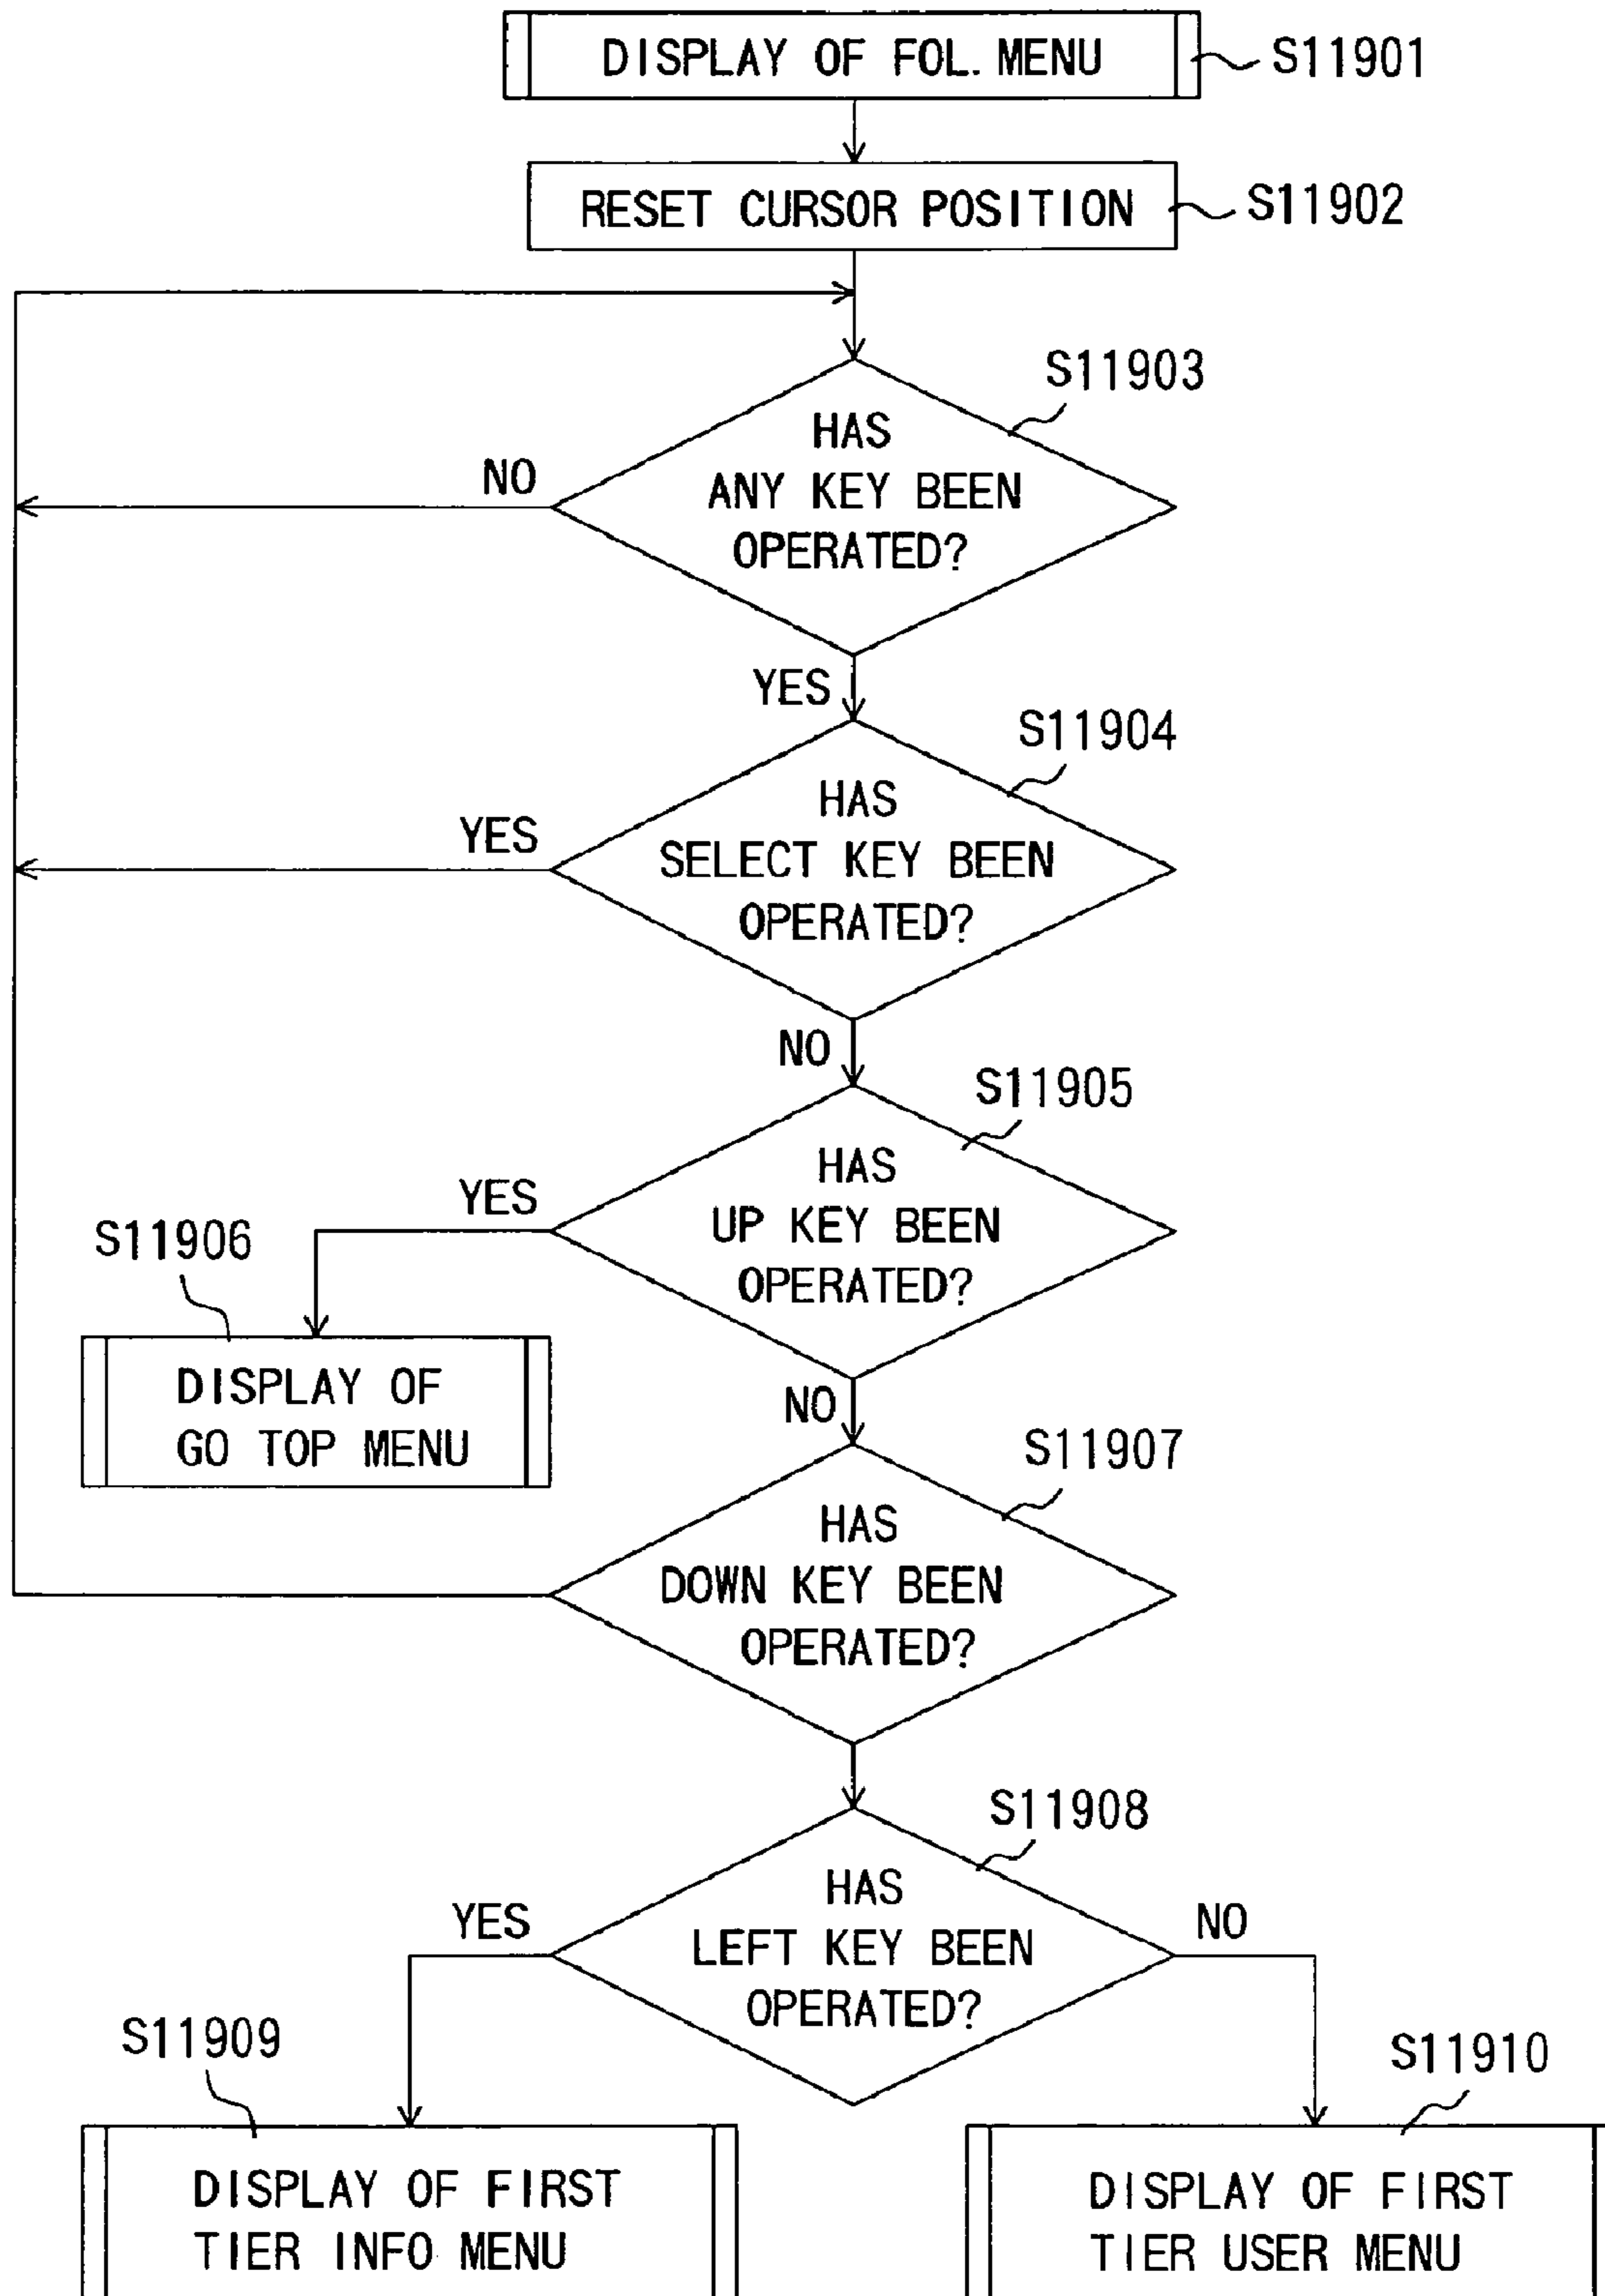 DISPLAY OF FOL. MENU
S11901
RESET CURSOR POSITION
S11902
S11903
HAS
ANY KEY BEEN
OPERATED?
NO
YES
S11904
HAS
SELECT KEY BEEN
OPERATED?
YES
NO
S11905
HAS
UP KEY BEEN
OPERATED?
YES
S11906
DISPLAY OF
GO TOP MENU
NO
S11907
HAS
DOWN KEY BEEN
OPERATED?
S11908
HAS
LEFT KEY BEEN
OPERATED?
YES
NO
S11909
DISPLAY OF FIRST
TIER INFO MENU
S11910
DISPLAY OF FIRST
TIER USER MENU